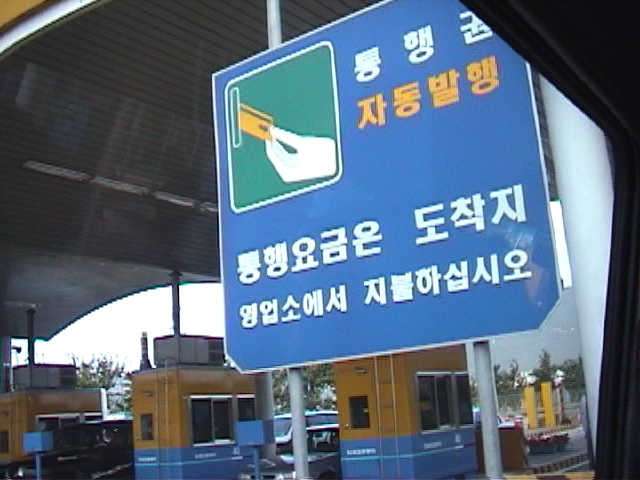 통행권
자동발행
통행요금은 도착지
영업소에서 지불하십시오